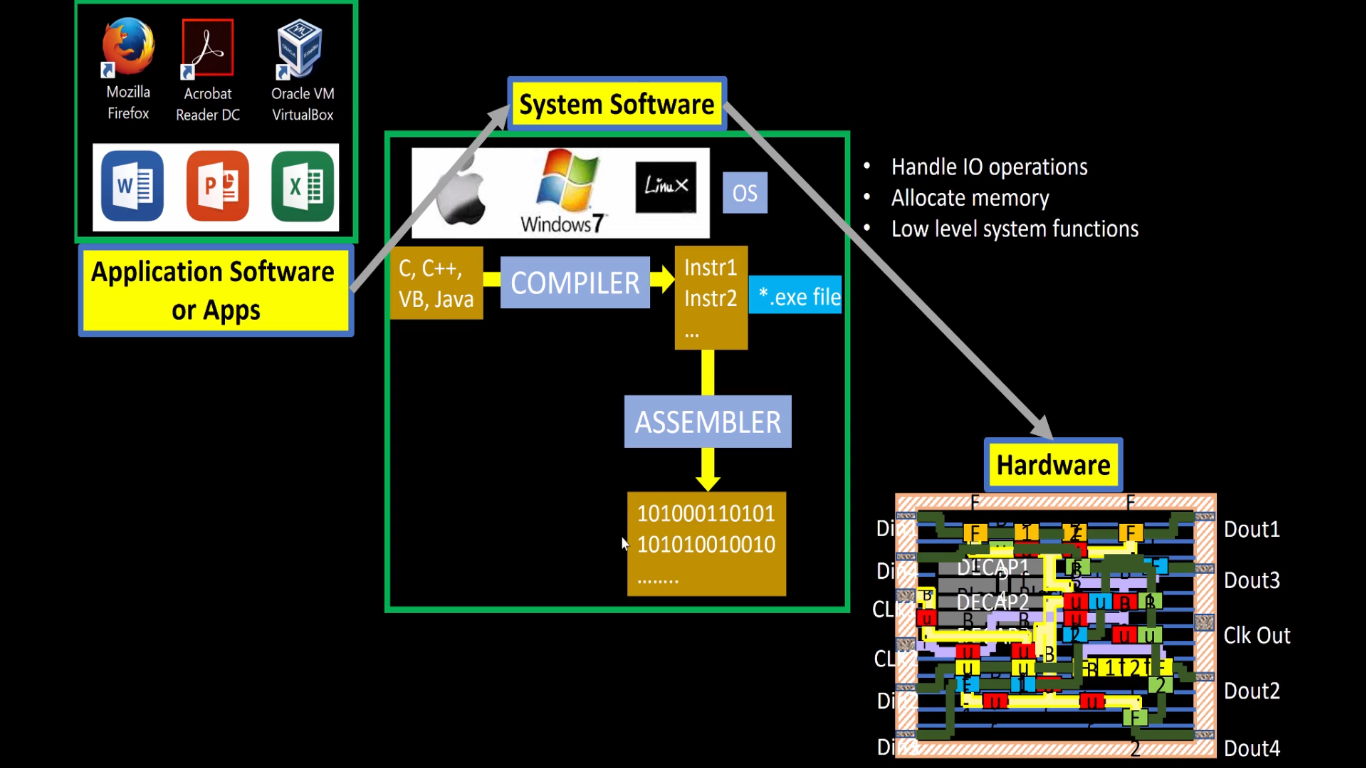 Mozilla
Firefox
Acrobat
Reader DC
Oracle VM
VirtualBox
W
P
X
Application Software
or Apps
System Software
Windows 7
Linux
OS
C, C++,
VB, Java
COMPILER
Instr1
Instr2
...
*.exe file
ASSEMBLER
101000110101
101010010010
........
• Handle IO operations
• Allocate memory
• Low level system functions
Hardware
DECAP1
DECAP2
Dout1
Dout3
Clk Out
Dout2
Dout4